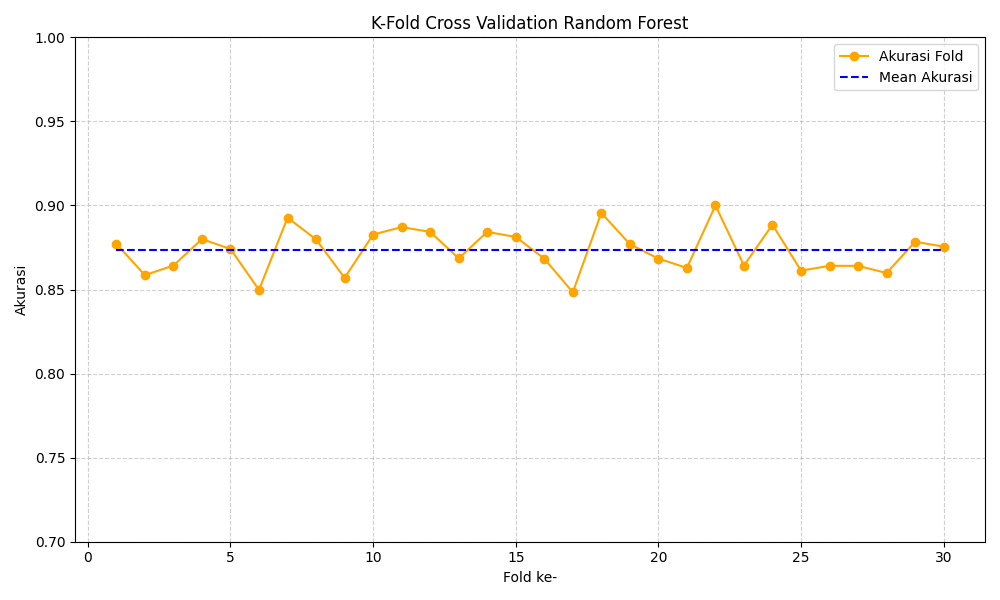 K-Fold Cross Validation Random Forest
Akurasi Fold
Mean Akurasi
Akurasi
1.00
0.95
0.90
0.85
0.80
0.75
0.70
0 5 10 15 20 25 30
Fold ke-